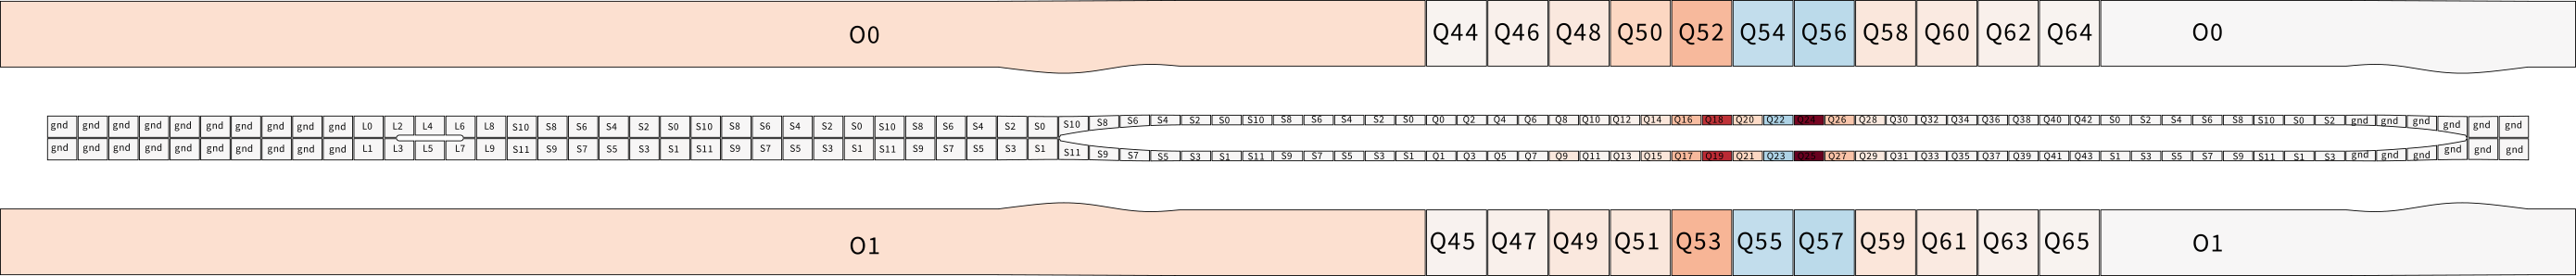 O0 Q44 Q46 Q48 Q50 Q52 Q54 Q56 Q58 Q60 Q62 Q64 O0
gnd gnd gnd gnd gnd gnd gnd gnd gnd gnd L0 L2 L4 L6 L8 S10 S8 S6 S4 S2 S0 S10 S8 S6 S4 S2 S0 S10 S8 S6 S4 S2 S0 S10 S8 S6 S4 S2 S0 S10 S8 S6 S4 S2 S0 Q0 Q2 Q4 Q6 Q8 Q10 Q12 Q14 Q16 Q18 Q20 Q22 Q24 Q26 Q28 Q30 Q32 Q34 Q36 Q38 Q40 Q42 S0 S2 S4 S6 S8 S10 S0 S2 gnd gnd gnd gnd gnd gnd
gnd gnd gnd gnd gnd gnd gnd gnd gnd gnd L1 L3 L5 L7 L9 S11 S9 S7 S5 S3 S1 S11 S9 S7 S5 S3 S1 S11 S9 S7 S5 S3 S1 S11 S9 S7 S5 S3 S1 S11 S9 S7 S5 S3 S1 Q1 Q3 Q5 Q7 Q9 Q11 Q13 Q15 Q17 Q19 Q21 Q23 Q25 Q27 Q29 Q31 Q33 Q35 Q37 Q39 Q41 Q43 S1 S3 S5 S7 S9 S11 S1 S3 gnd gnd gnd gnd gnd gnd
O1 Q45 Q47 Q49 Q51 Q53 Q55 Q57 Q59 Q61 Q63 Q65 O1